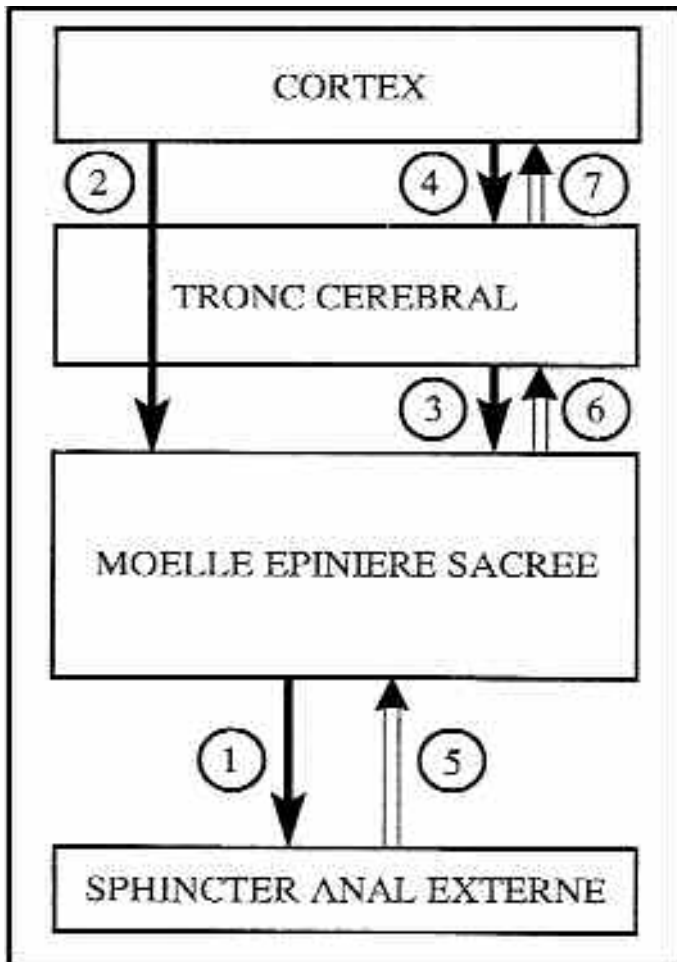 CORTEX
2 4 7
TRONC CEREBRAL
3 6
MOELLE EPINIERE SACREE
1 5
SPHINCTER ANAL EXTERNE